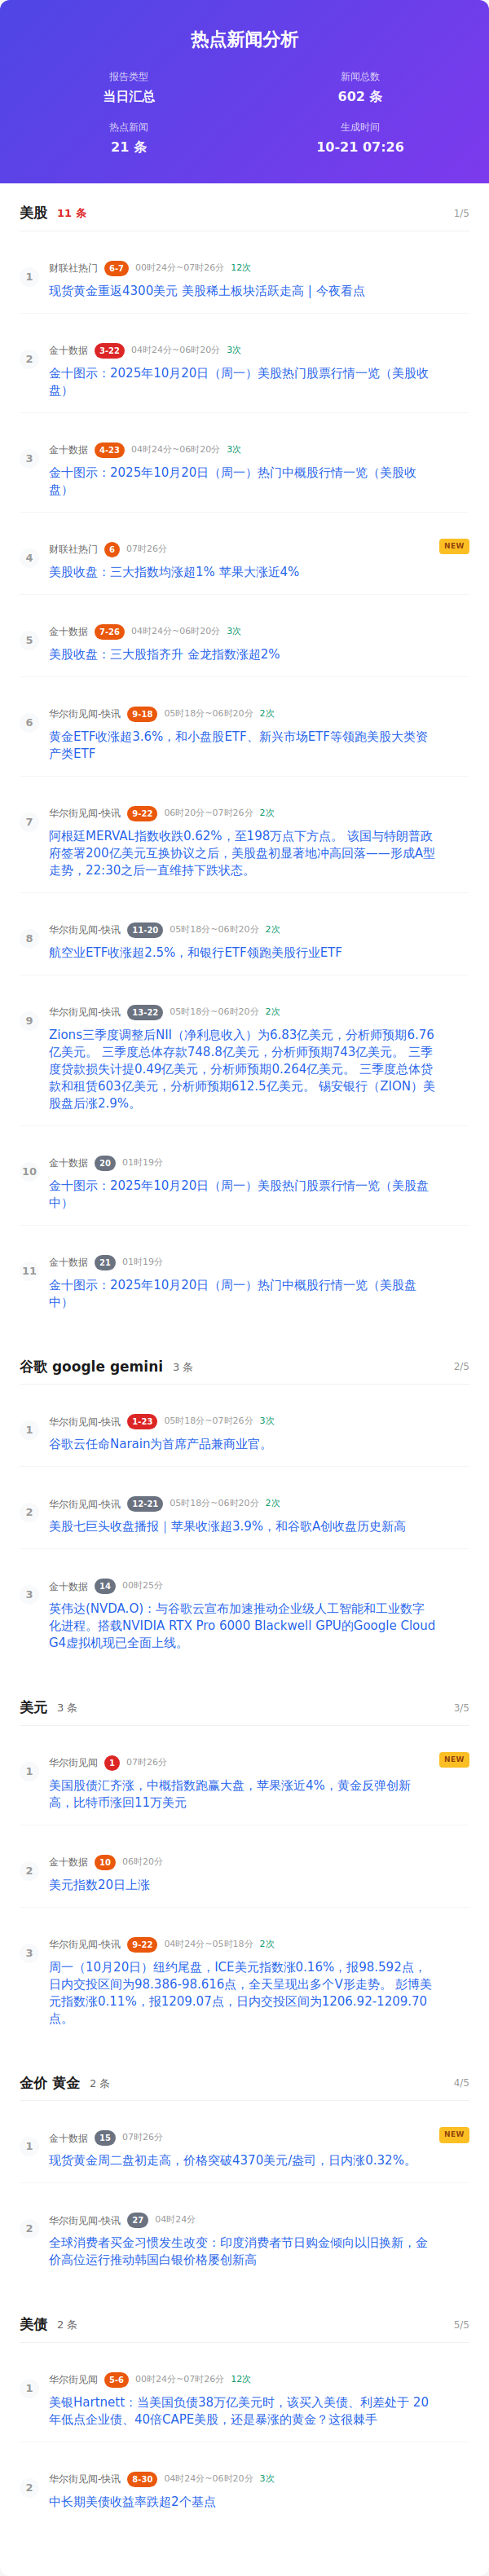 热点新闻分析
报告类型
当日汇总
新闻总数
602 条
热点新闻
21 条
生成时间
10-21 07:26
美股 11 条 1/5
1 财联社热门 6-7 00时24分~07时26分 12次
现货黄金重返4300美元 美股稀土板块活跃走高 | 今夜看点
2 金十数据 3-22 04时24分~06时20分 3次
金十图示：2025年10月20日（周一）美股热门股票行情一览（美股收
盘）
3 金十数据 4-23 04时24分~06时20分 3次
金十图示：2025年10月20日（周一）热门中概股行情一览（美股收
盘）
4 财联社热门 6 07时26分 NEW
美股收盘：三大指数均涨超1% 苹果大涨近4%
5 金十数据 7-26 04时24分~06时20分 3次
美股收盘：三大股指齐升 金龙指数涨超2%
6 华尔街见闻-快讯 9-18 05时18分~06时20分 2次
黄金ETF收涨超3.6%，和小盘股ETF、新兴市场ETF等领跑美股大类资
产类ETF
7 华尔街见闻-快讯 9-22 06时20分~07时26分 2次
阿根廷MERVAL指数收跌0.62%，至198万点下方点。 该国与特朗普政
府签署200亿美元互换协议之后，美股盘初显著地冲高回落——形成A型
走势，22:30之后一直维持下跌状态。
8 华尔街见闻-快讯 11-20 05时18分~06时20分 2次
航空业ETF收涨超2.5%，和银行ETF领跑美股行业ETF
9 华尔街见闻-快讯 13-22 05时18分~06时20分 2次
Zions三季度调整后NII（净利息收入）为6.83亿美元，分析师预期6.76
亿美元。 三季度总体存款748.8亿美元，分析师预期743亿美元。 三季
度贷款损失计提0.49亿美元，分析师预期0.264亿美元。 三季度总体贷
款和租赁603亿美元，分析师预期612.5亿美元。 锡安银行（ZION）美
股盘后涨2.9%。
10 金十数据 20 01时19分
金十图示：2025年10月20日（周一）美股热门股票行情一览（美股盘
中）
11 金十数据 21 01时19分
金十图示：2025年10月20日（周一）热门中概股行情一览（美股盘
中）
谷歌 google gemini 3 条 2/5
1 华尔街见闻-快讯 1-23 05时18分~07时26分 3次
谷歌云任命Narain为首席产品兼商业官。
2 华尔街见闻-快讯 12-21 05时18分~06时20分 2次
美股七巨头收盘播报｜苹果收涨超3.9%，和谷歌A创收盘历史新高
3 金十数据 14 00时25分
英伟达(NVDA.O)：与谷歌云宣布加速推动企业级人工智能和工业数字
化进程。搭载NVIDIA RTX Pro 6000 Blackwell GPU的Google Cloud
G4虚拟机现已全面上线。
美元 3 条 3/5
1 华尔街见闻 1 07时26分 NEW
美国股债汇齐涨，中概指数跑赢大盘，苹果涨近4%，黄金反弹创新
高，比特币涨回11万美元
2 金十数据 10 06时20分
美元指数20日上涨
3 华尔街见闻-快讯 9-22 04时24分~05时18分 2次
周一（10月20日）纽约尾盘，ICE美元指数涨0.16%，报98.592点，
日内交投区间为98.386-98.616点，全天呈现出多个V形走势。 彭博美
元指数涨0.11%，报1209.07点，日内交投区间为1206.92-1209.70
点。
金价 黄金 2 条 4/5
1 金十数据 15 07时26分 NEW
现货黄金周二盘初走高，价格突破4370美元/盎司，日内涨0.32%。
2 华尔街见闻-快讯 27 04时24分
全球消费者买金习惯发生改变：印度消费者节日购金倾向以旧换新，金
价高位运行推动韩国白银价格屡创新高
美债 2 条 5/5
1 华尔街见闻 5-6 00时24分~07时26分 12次
美银Hartnett：当美国负债38万亿美元时，该买入美债、利差处于 20
年低点企业债、40倍CAPE美股，还是暴涨的黄金？这很棘手
2 华尔街见闻-快讯 8-30 04时24分~06时20分 3次
中长期美债收益率跌超2个基点